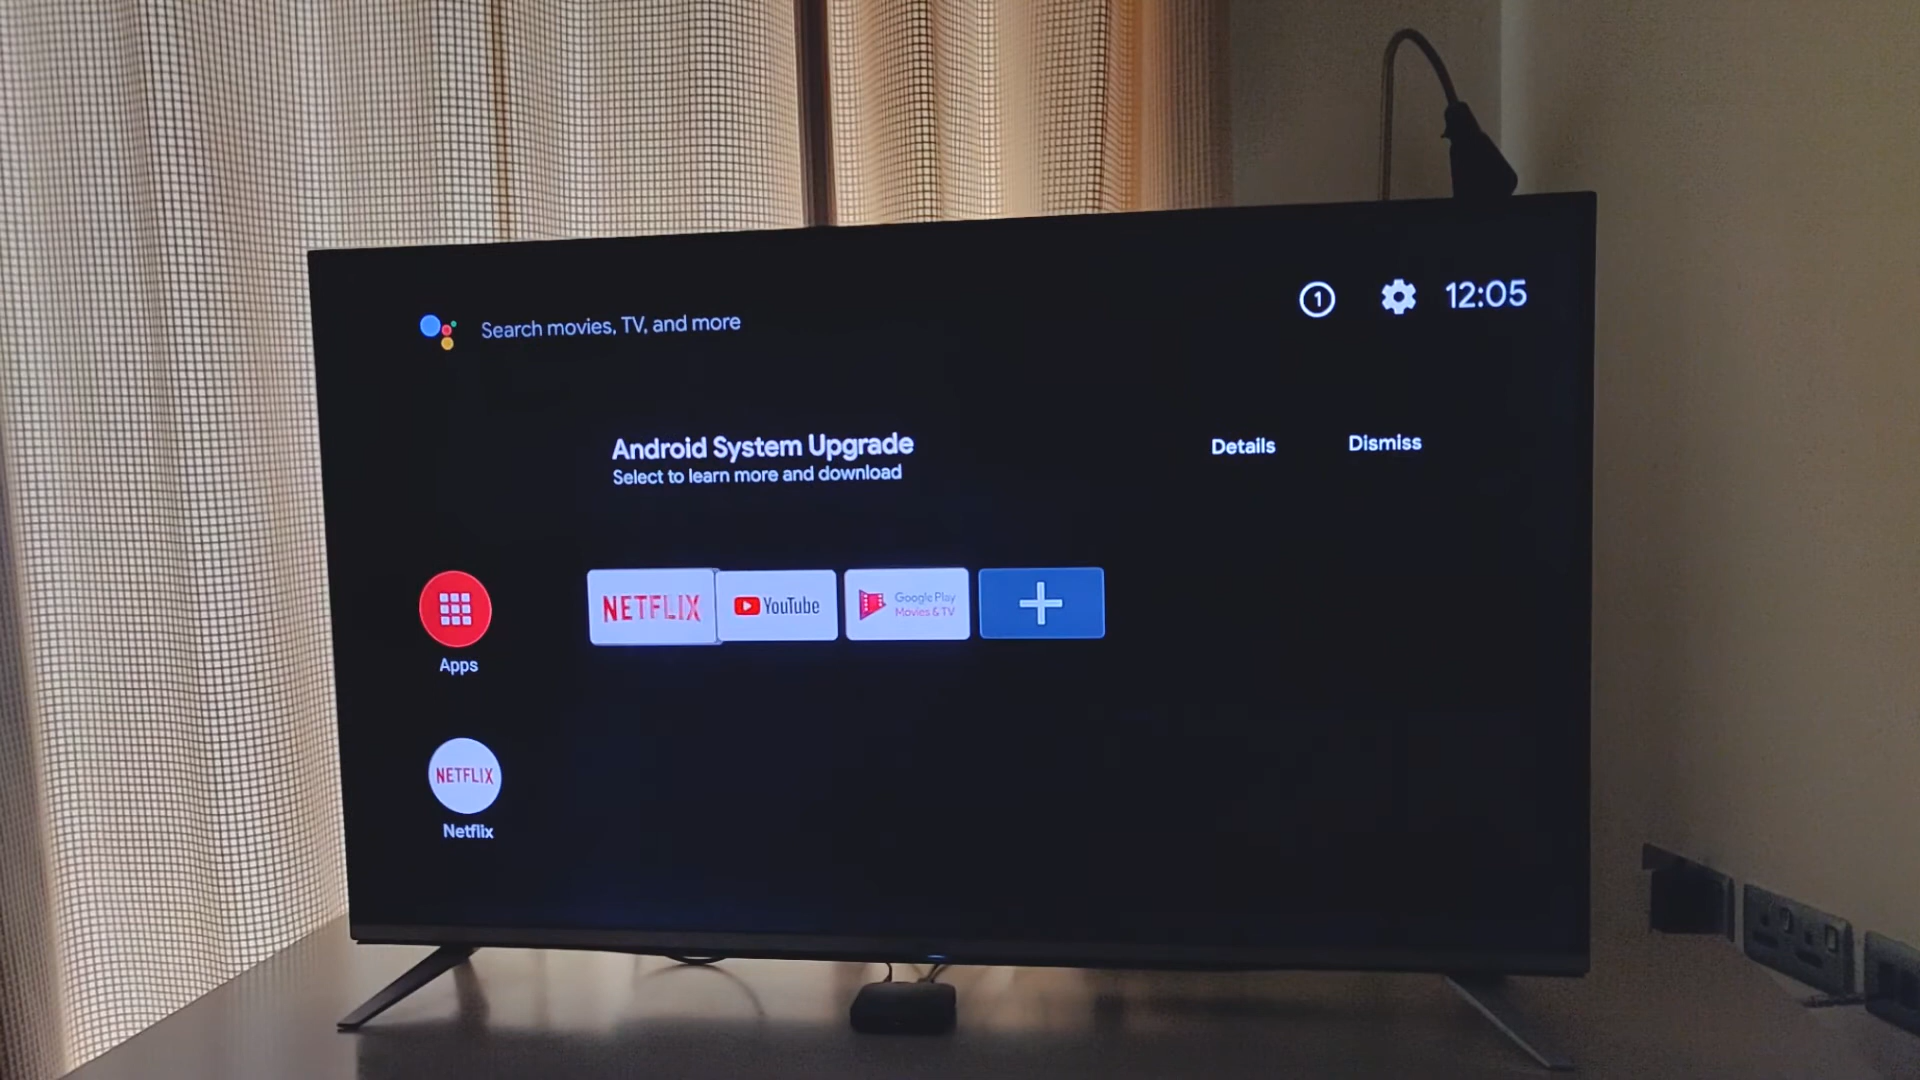 Search movies, TV, and more
1
12:05
Android System Upgrade
Select to learn more and download
Details
Dismiss
NETFLIX
YouTube
Google Play
Movies & TV
Apps
NETFLIX
Netflix